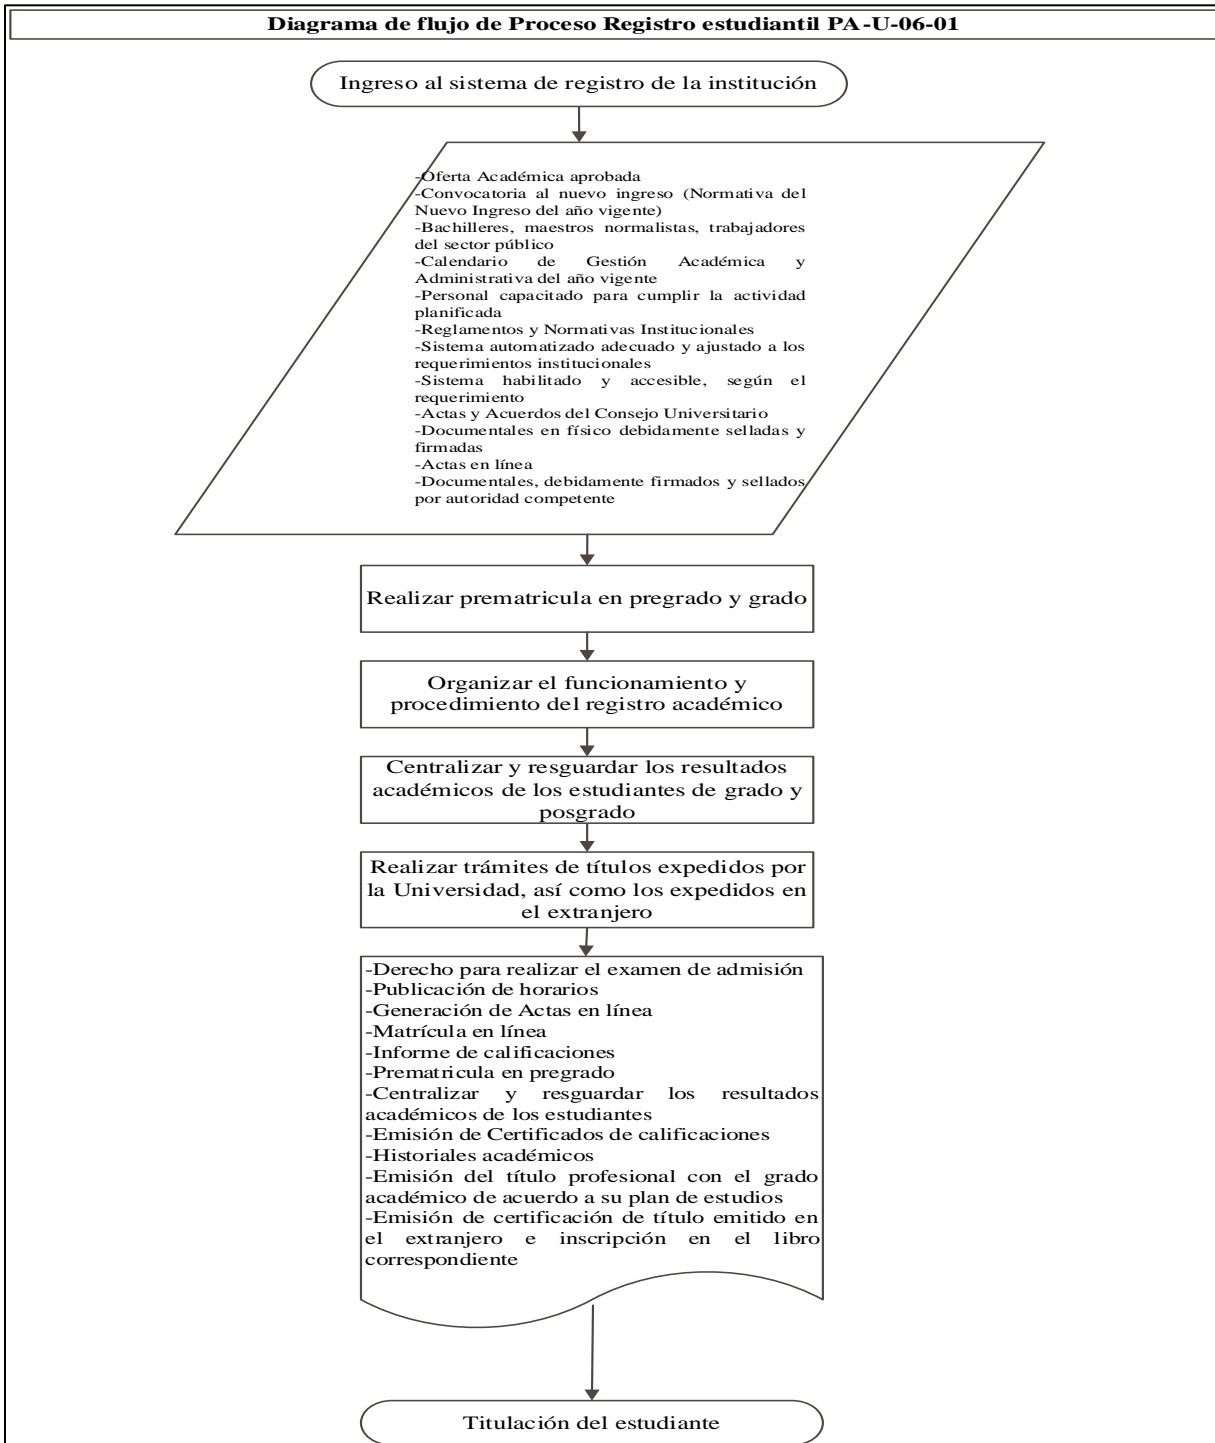 Diagrama de flujo de Proceso Registro estudiantil PA-U-06-01
Ingreso al sistema de registro de la institución
-Oferta Académica aprobada
-Convocatoria al nuevo ingreso (Normativa del
Nuevo Ingreso del año vigente)
-Bachilleres, maestros normalistas, trabajadores
del sector público
-Calendario de Gestión Académica y
Administrativa del año vigente
-Personal capacitado para cumplir la actividad
planificada
-Reglamentos y Normativas Institucionales
-Sistema automatizado adecuado y ajustado a los
requerimientos institucionales
-Sistema habilitado y accesible, según el
requerimiento
-Actas y Acuerdos del Consejo Universitario
-Documentales en físico debidamente selladas y
firmadas
-Actas en línea
-Documentales, debidamente firmados y sellados
por autoridad competente
Realizar prematricula en pregrado y grado
Organizar el funcionamiento y
procedimiento del registro académico
Centralizar y resguardar los resultados
académicos de los estudiantes de grado y
posgrado
Realizar trámites de títulos expedidos por
la Universidad, así como los expedidos en
el extranjero
-Derecho para realizar el examen de admisión
-Publicación de horarios
-Generación de Actas en línea
-Matrícula en línea
-Informe de calificaciones
-Prematricula en pregrado
-Centralizar y resguardar los resultados
académicos de los estudiantes
-Emisión de Certificados de calificaciones
-Historiales académicos
-Emisión del título profesional con el grado
académico de acuerdo a su plan de estudios
-Emisión de certificación de título emitido en
el extranjero e inscripción en el libro
correspondiente
Titulación del estudiante